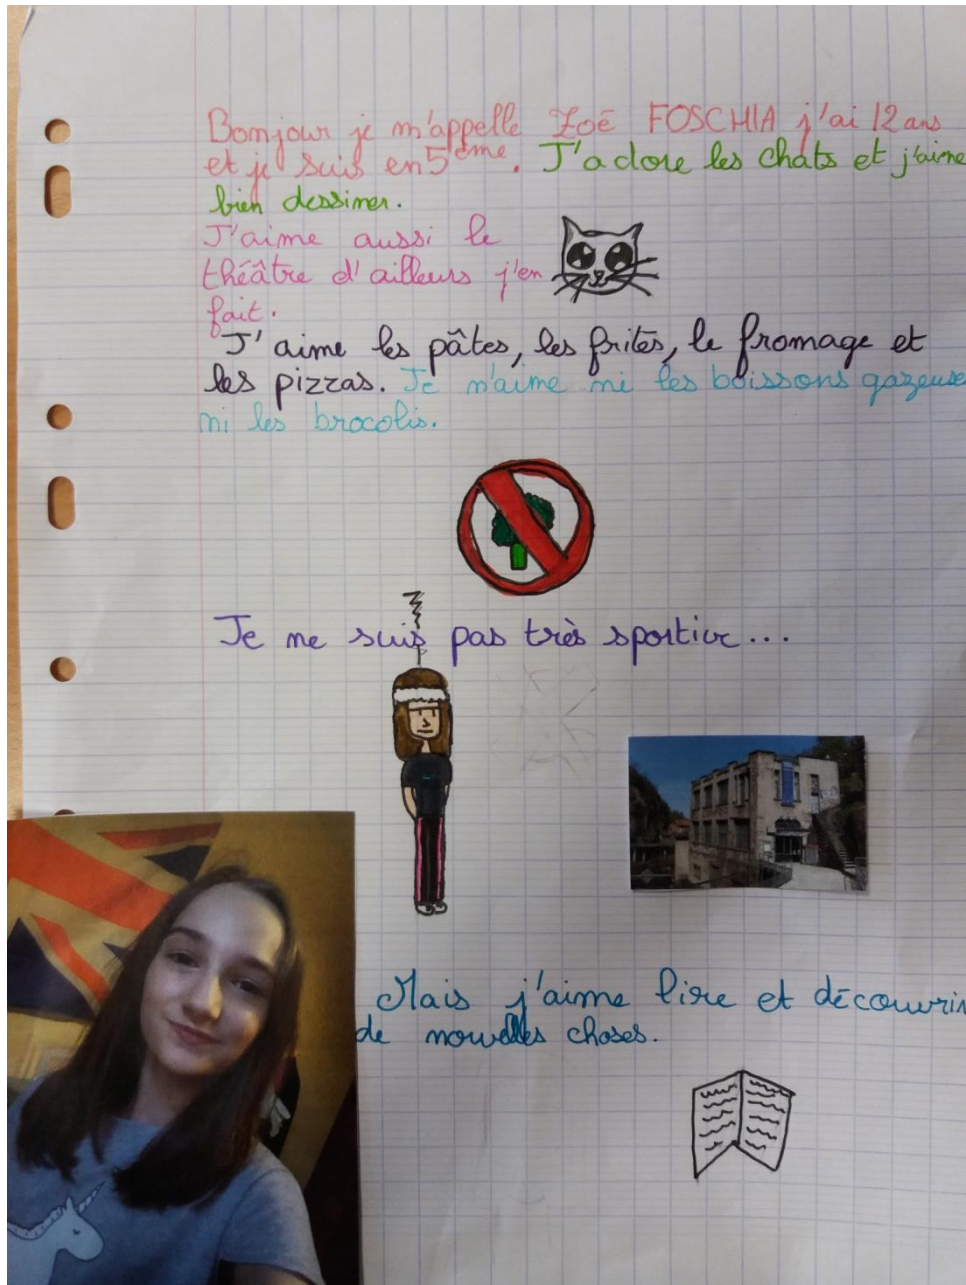 Bonjour je m'appelle Zoé FOSCHIA j'ai 12 ans
et je suis en 5ème. J'adore les chats et j'aime
bien dessiner.
J'aime aussi le
théâtre d'ailleurs j'en
fait.
J'aime les pâtes, les frites, le fromage et
les pizzas. Je n'aime ni les boissons gazeuse
ni les brocolis.
Je ne suis pas très sportive...
Mais j'aime lire et découvrir
de nouvelles choses.